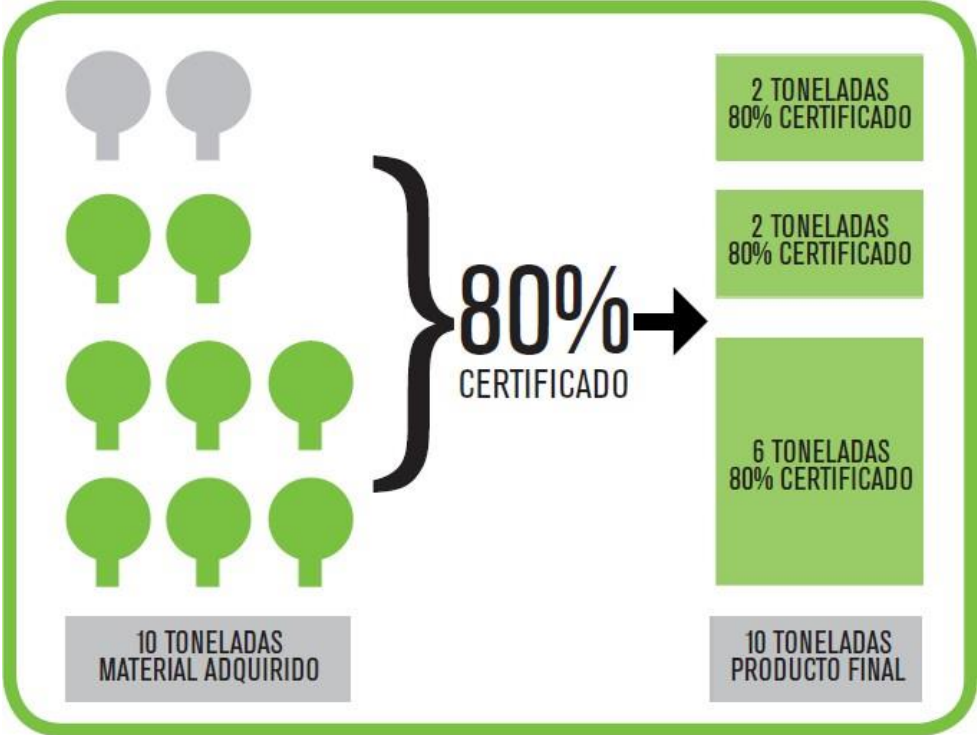 2 TONELADAS
80% CERTIFICADO
2 TONELADAS
80% CERTIFICADO
80%
CERTIFICADO
6 TONELADAS
80% CERTIFICADO
10 TONELADAS
MATERIAL ADQUIRIDO
10 TONELADAS
PRODUCTO FINAL